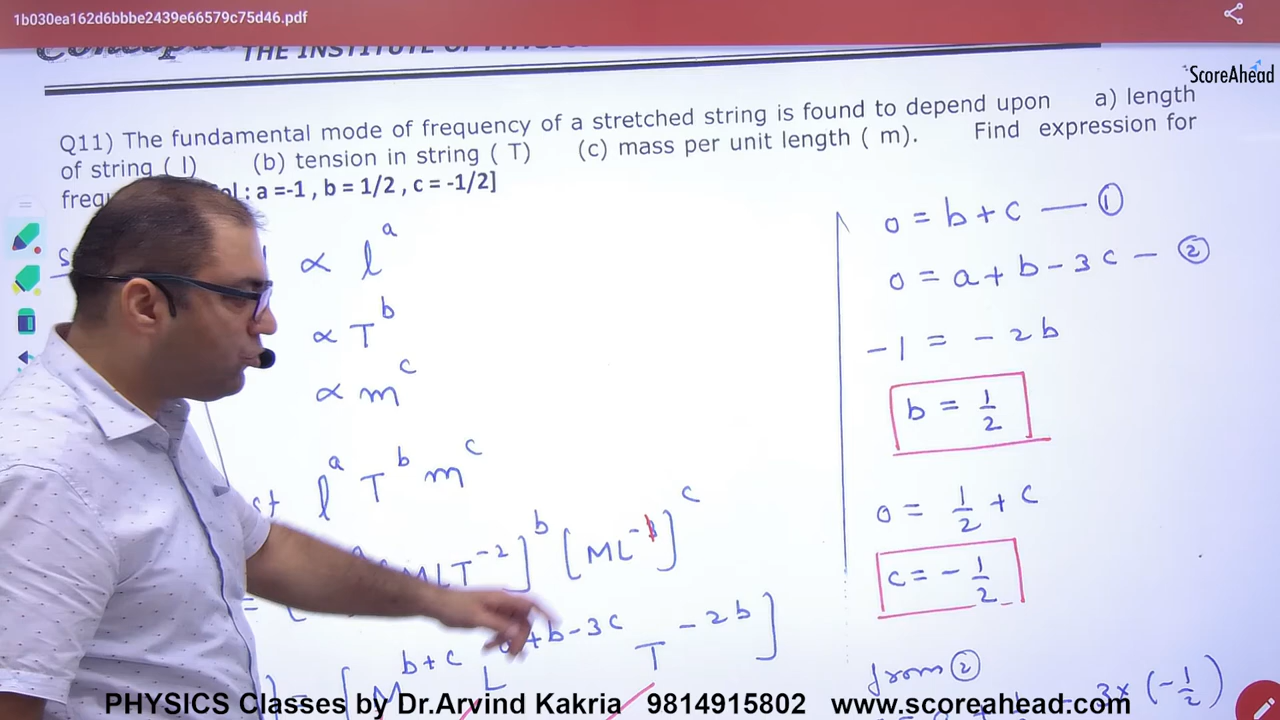 1b030ea162d6bbbe2439e66579c75d46.pdf
THE INSTITUTE OF
ScoreAhead
Q11) The fundamental mode of frequency of a stretched string is found to depend upon a) length
of string ( l) (b) tension in string ( T) (c) mass per unit length ( m). Find expression for
a =-1 , b = 1/2 , c = -1/2]
∝ l^a
∝ T^b
∝ m^c
l^a T^b m^c
= MLT^-2]^b [ML^-1]^c
= [M^b+c L^a+b-3c T^-2b]
0 = b + c — ①
0 = a + b - 3c - ②
-1 = -2b
b = 1/2
0 = 1/2 + c
c = - 1/2
from ②
- 3 × (-1/2)
PHYSICS Classes by Dr.Arvind Kakria 9814915802 www.scoreahead.com